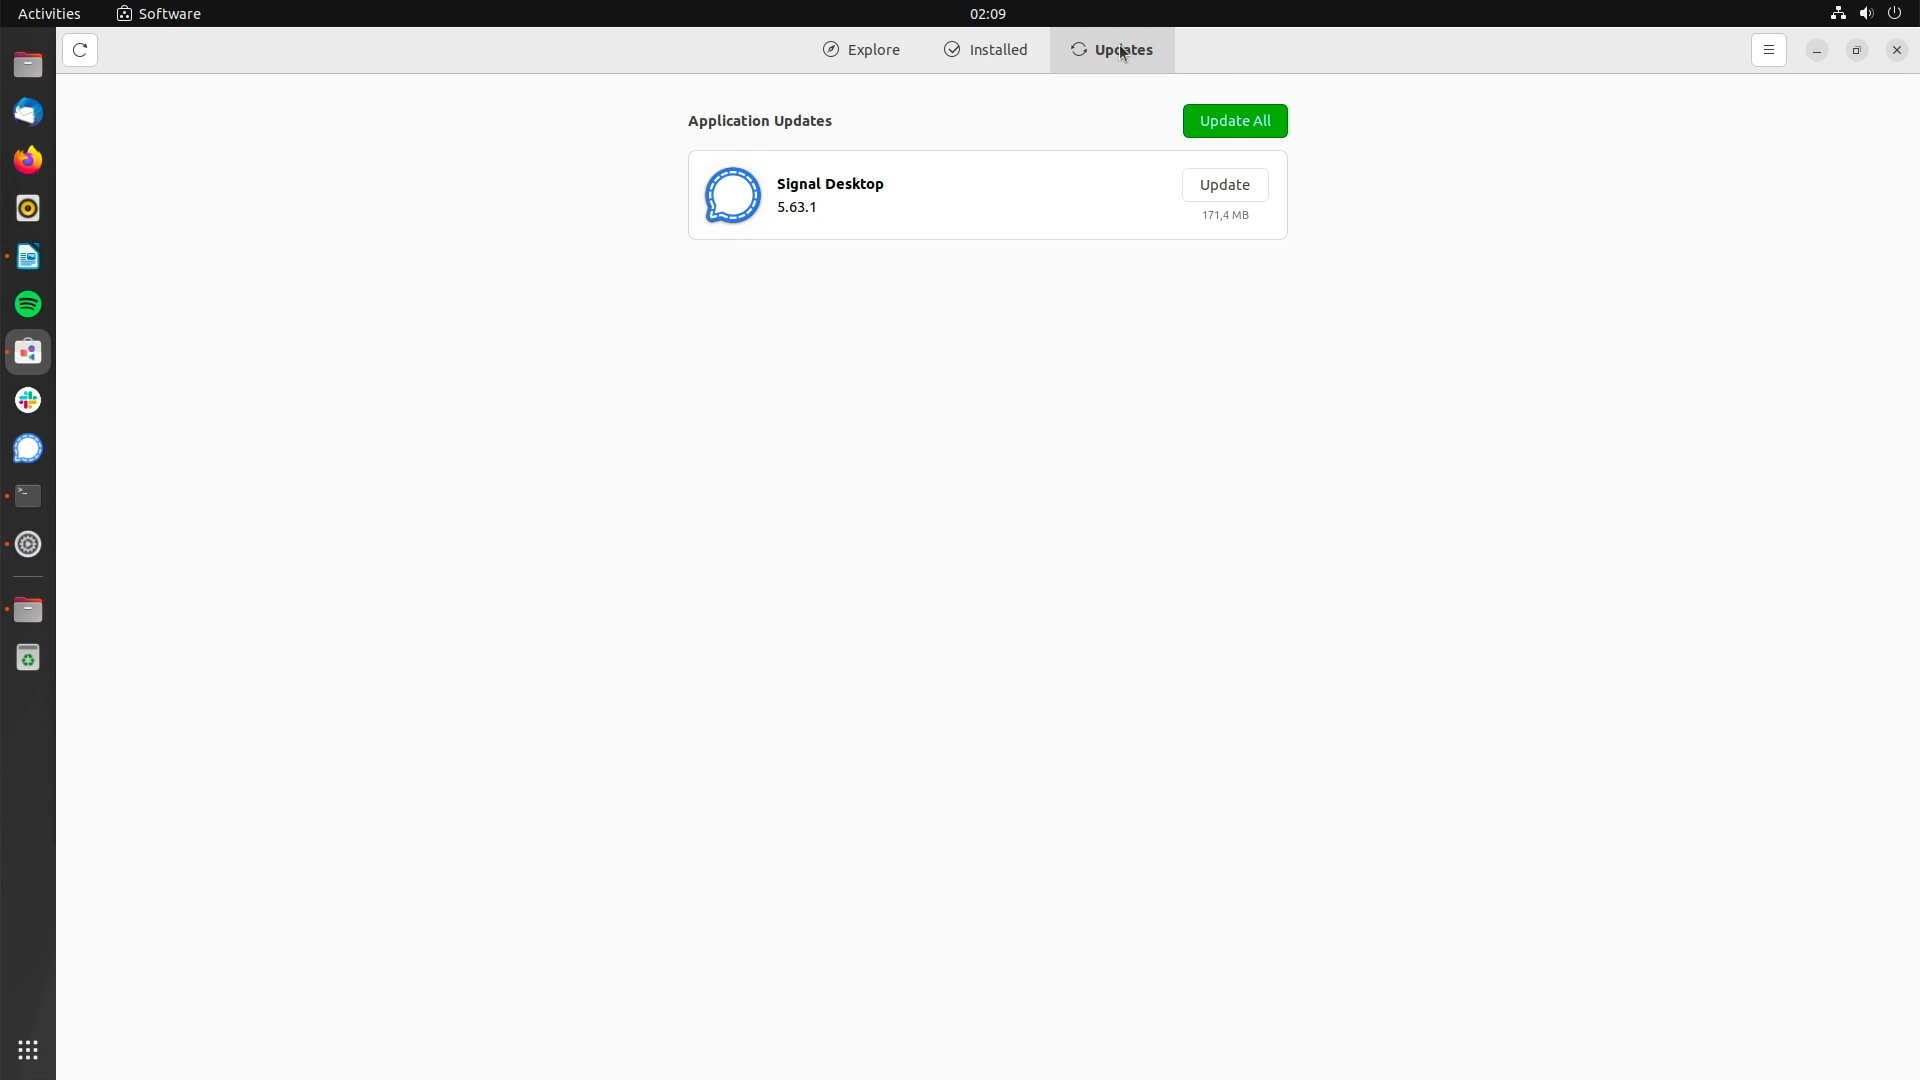 Activities Software 02:09
Explore Installed Updates
Application Updates Update All
Signal Desktop Update
5.63.1
171,4 MB